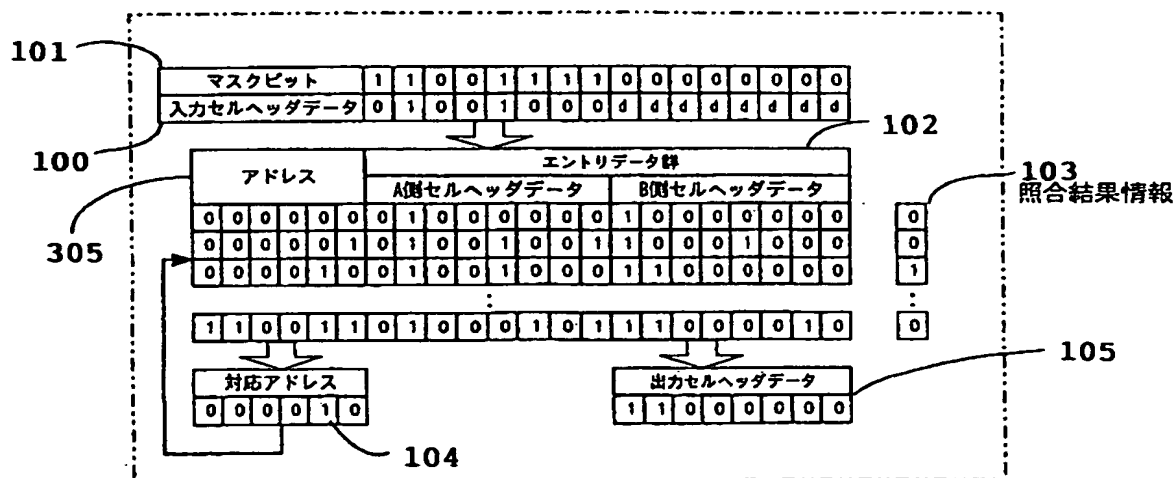 101
マスクビット 1 1 0 0 1 1 1 1 0 0 0 0 0 0 0 0
入力セルヘッダデータ 0 1 0 0 1 0 0 0 d d d d d d d d
100
102
アドレス
エントリデータ群
A側セルヘッダデータ B側セルヘッダデータ
103
照合結果情報
305
0 0 0 0 0 0 0 1 0 0 0 0 0 0 1 0 0 0 0 0 0 0 0
0 0 0 0 0 1 0 1 0 0 1 0 0 1 1 0 0 0 1 0 0 0 0
0 0 0 0 1 0 0 1 0 0 1 0 0 0 1 1 0 0 0 0 0 0 1
1 1 0 0 1 1 0 1 0 0 0 1 0 1 1 1 0 0 0 0 1 0 0
対応アドレス
0 0 0 0 1 0
104
出力セルヘッダデータ
1 1 0 0 0 0 0 0
105